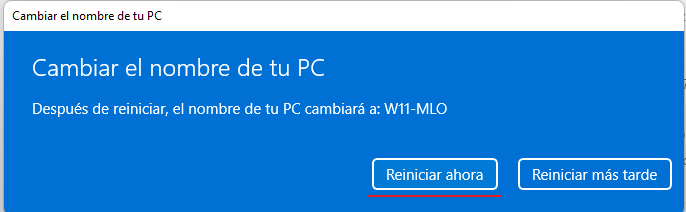 Cambiar el nombre de tu PC
Cambiar el nombre de tu PC
Después de reiniciar, el nombre de tu PC cambiará a: W11-MLO
Reiniciar ahora
Reiniciar más tarde